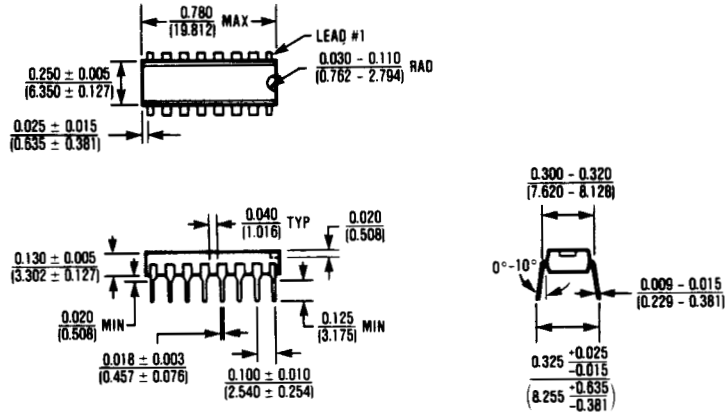 0.780
(19.812) MAX
LEAD #1
0.030 – 0.110
(0.762 – 2.794) RAD
0.250 ± 0.005
(6.350 ± 0.127)
0.025 ± 0.015
(0.635 ± 0.381)
0.300 – 0.320
(7.620 – 8.128)
0.040
(1.016) TYP
0.020
(0.508)
0.130 ± 0.005
(3.302 ± 0.127)
0°–10°
0.009 – 0.015
(0.229 – 0.381)
0.020
(0.508) MIN
0.125
(3.175) MIN
0.018 ± 0.003
(0.457 ± 0.076)
0.100 ± 0.010
(2.540 ± 0.254)
0.325 +0.025
-0.015
(8.255 +0.635
-0.381)